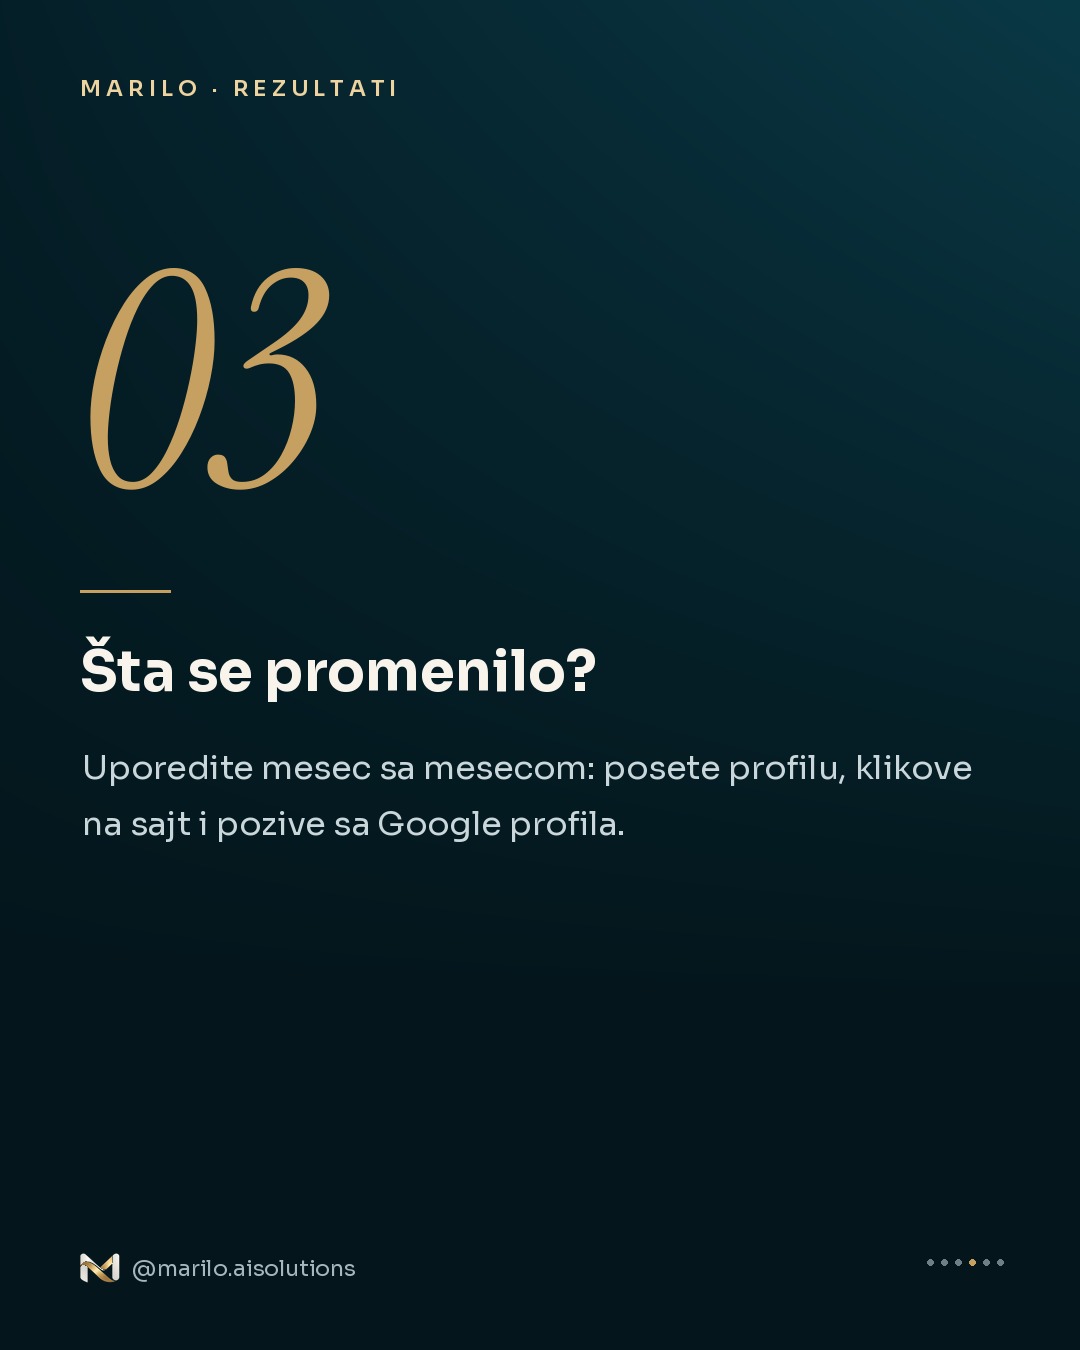 MARILO · REZULTATI
03
Šta se promenilo?
Uporedite mesec sa mesecom: posete profilu, klikove
na sajt i pozive sa Google profila.
@marilo.aisolutions